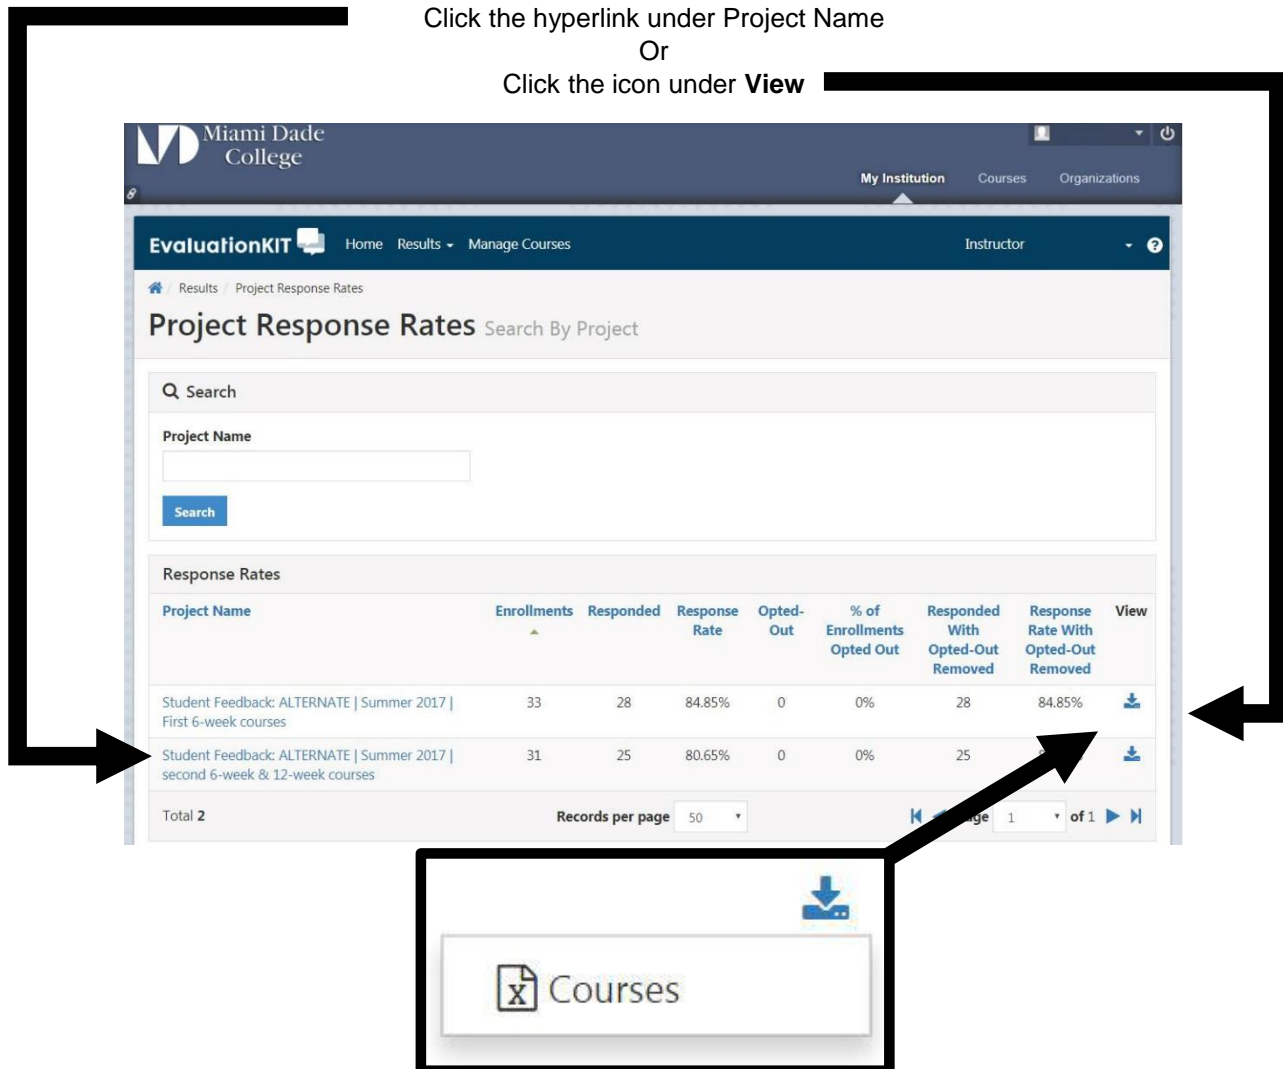 Click the hyperlink under Project Name
Or
Click the icon under View
Miami Dade
College
My Institution Courses Organizations
EvaluationKIT Home Results Manage Courses Instructor
/ Results / Project Response Rates
Project Response Rates Search By Project
Search
Project Name
Search
Response Rates
Project Name Enrollments Responded Response Rate Opted-Out % of Enrollments Opted Out Responded With Opted-Out Removed Response Rate With Opted-Out Removed View
Student Feedback: ALTERNATE | Summer 2017 | 33 28 84.85% 0 0% 28 84.85%
First 6-week courses
Student Feedback: ALTERNATE | Summer 2017 | 31 25 80.65% 0 0% 25
second 6-week & 12-week courses
Total 2 Records per page 50 1 of 1
Courses